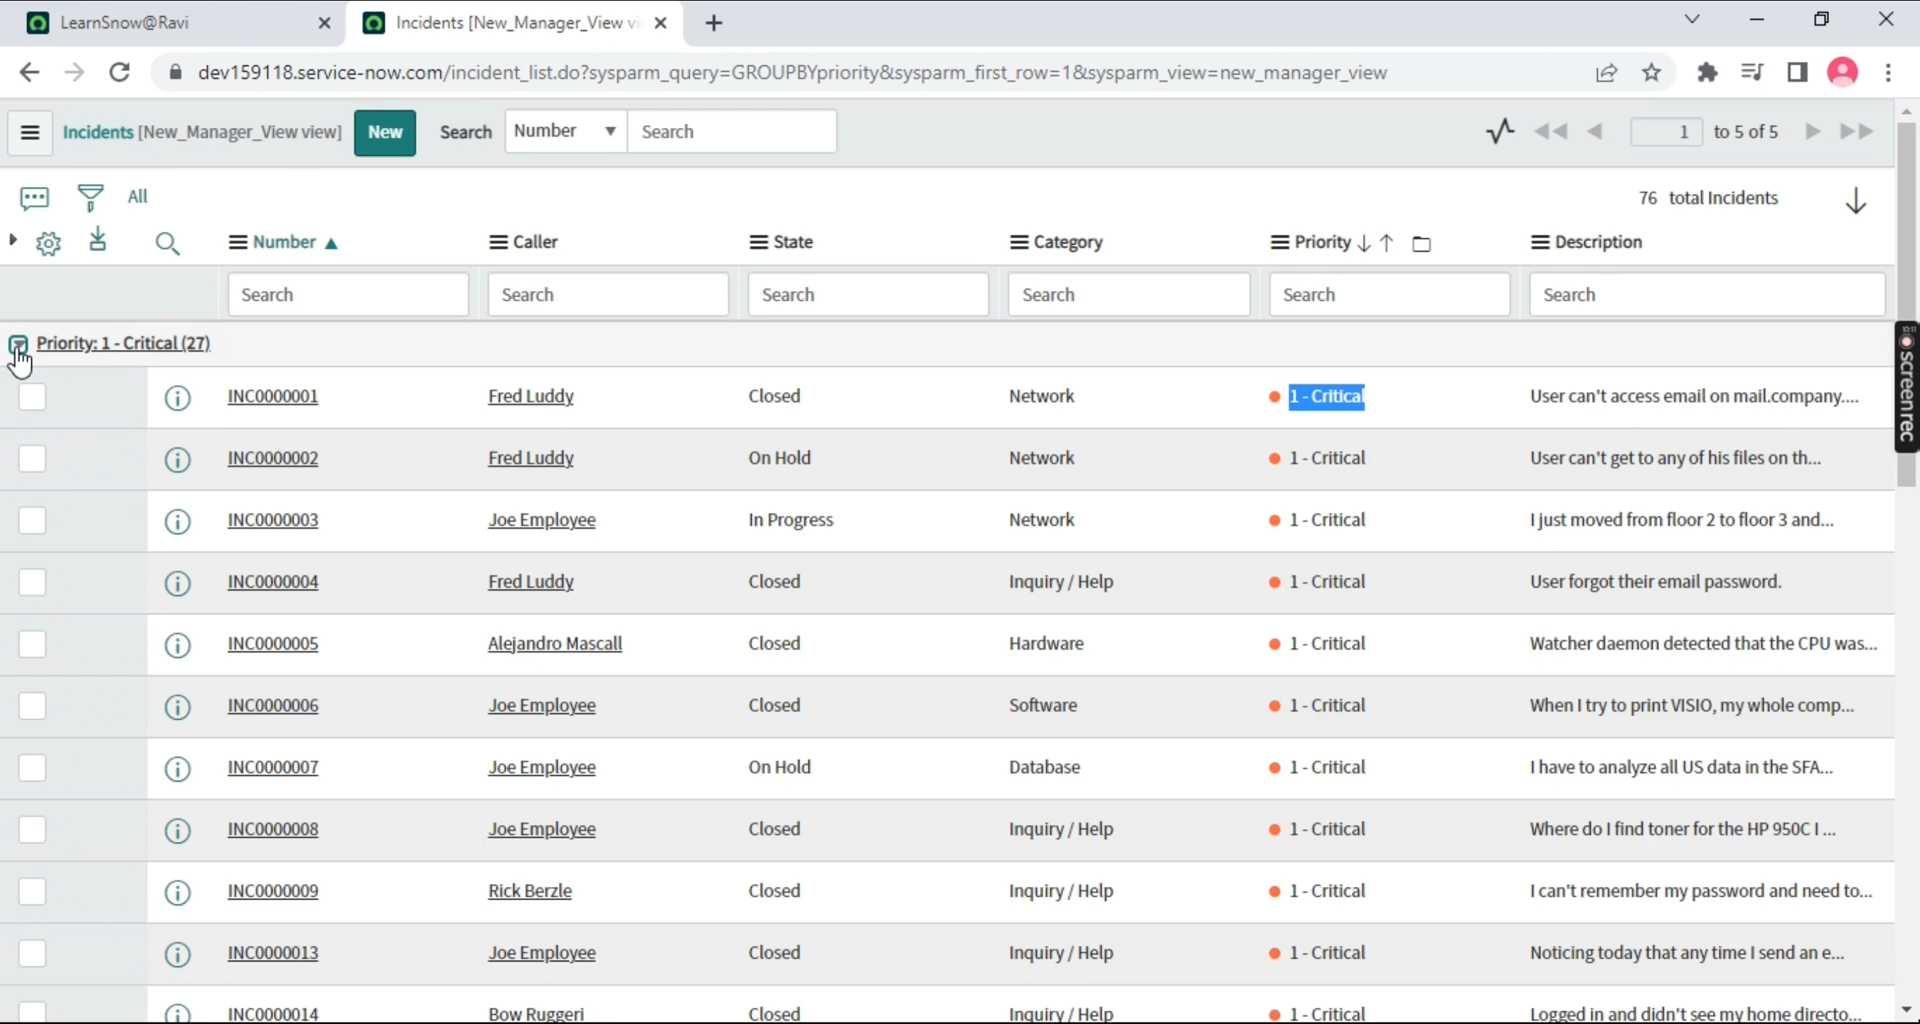 LearnSnow@Ravi
Incidents [New_Manager_View vi
dev159118.service-now.com/incident_list.do?sysparm_query=GROUPBYpriority&sysparm_first_row=1&sysparm_view=new_manager_view
Incidents [New_Manager_View view] New Search Number Search 1 to 5 of 5
All 76 total Incidents
Number Caller State Category Priority Description
Search Search Search Search Search Search
Priority: 1 - Critical (27)
INC0000001 Fred Luddy Closed Network 1 - Critical User can't access email on mail.company....
INC0000002 Fred Luddy On Hold Network 1 - Critical User can't get to any of his files on th...
INC0000003 Joe Employee In Progress Network 1 - Critical I just moved from floor 2 to floor 3 and...
INC0000004 Fred Luddy Closed Inquiry / Help 1 - Critical User forgot their email password.
INC0000005 Alejandro Mascall Closed Hardware 1 - Critical Watcher daemon detected that the CPU was...
INC0000006 Joe Employee Closed Software 1 - Critical When I try to print VISIO, my whole comp...
INC0000007 Joe Employee On Hold Database 1 - Critical I have to analyze all US data in the SFA...
INC0000008 Joe Employee Closed Inquiry / Help 1 - Critical Where do I find toner for the HP 950C I ...
INC0000009 Rick Berzle Closed Inquiry / Help 1 - Critical I can't remember my password and need to...
INC0000013 Joe Employee Closed Inquiry / Help 1 - Critical Noticing today that any time I send an e...
INC0000014 Bow Ruggeri Closed Inquiry / Help 1 - Critical Logged in and didn't see my home directo...
screenrec